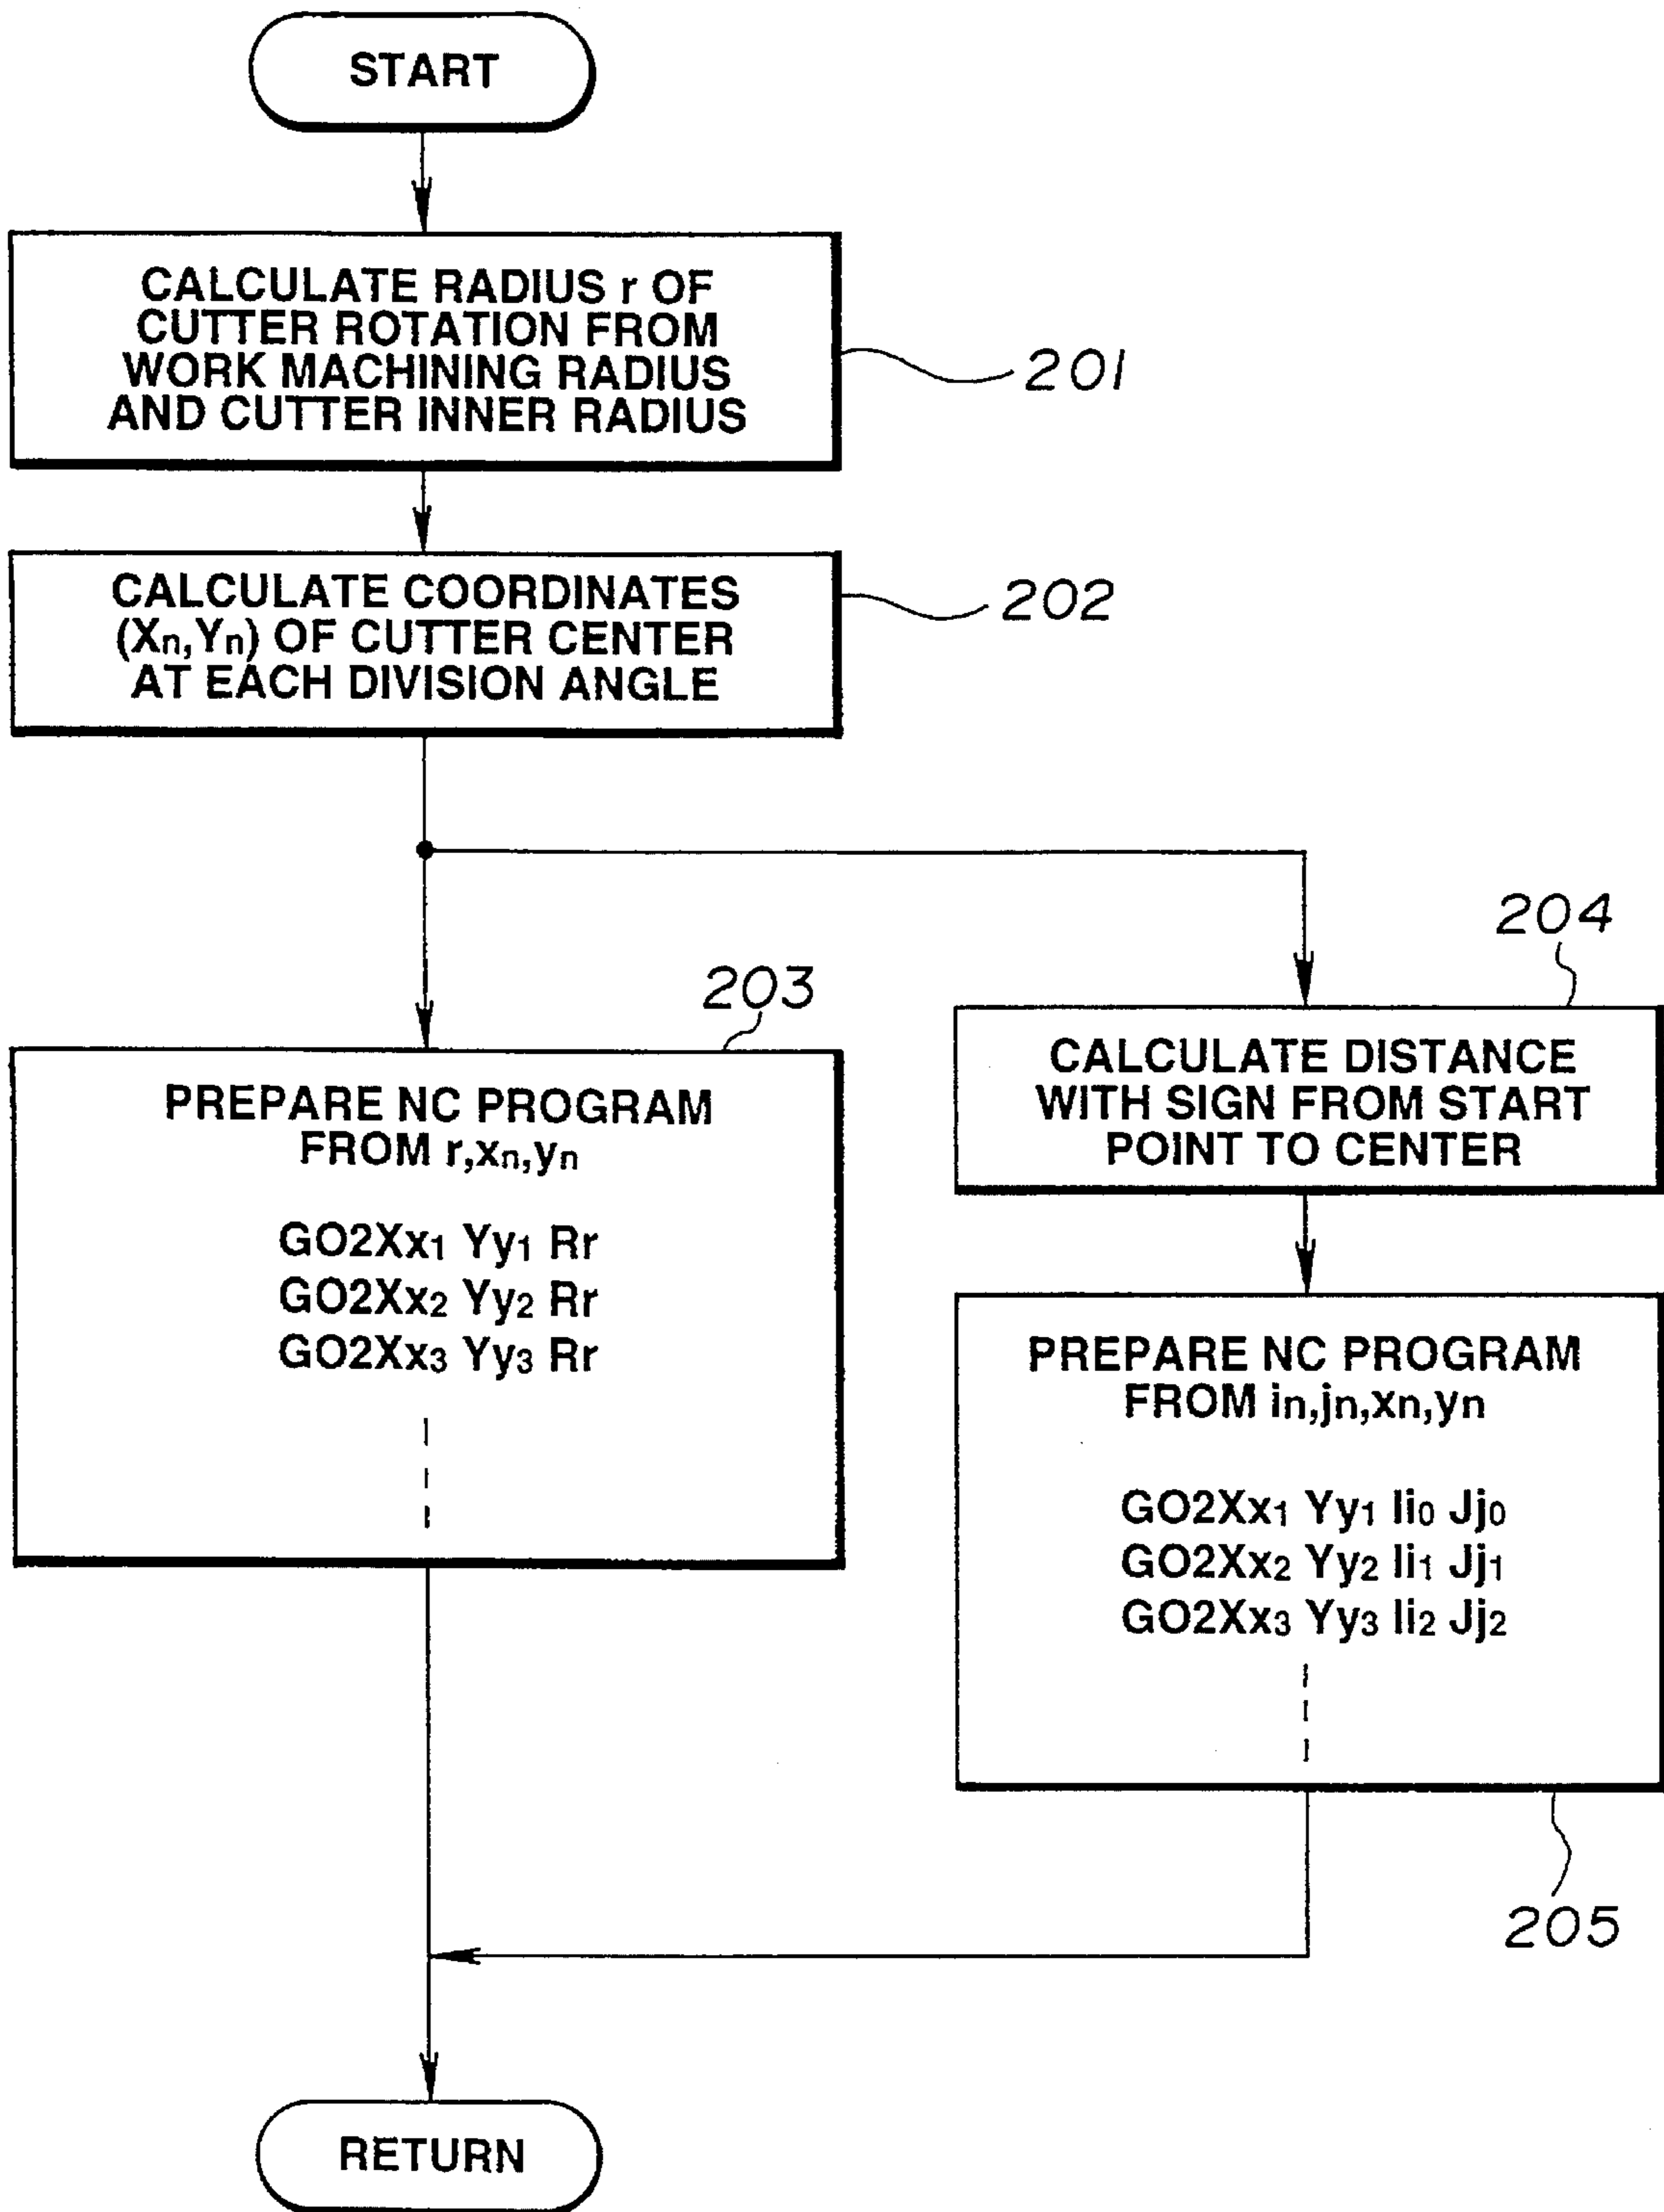 START
CALCULATE RADIUS r OF
CUTTER ROTATION FROM
WORK MACHINING RADIUS
AND CUTTER INNER RADIUS
201
CALCULATE COORDINATES
(Xn,Yn) OF CUTTER CENTER
AT EACH DIVISION ANGLE
202
203
PREPARE NC PROGRAM
FROM r,xn,yn
GO2Xx1 Yy1 Rr
GO2Xx2 Yy2 Rr
GO2Xx3 Yy3 Rr
204
CALCULATE DISTANCE
WITH SIGN FROM START
POINT TO CENTER
PREPARE NC PROGRAM
FROM in,jn,xn,yn
GO2Xx1 Yy1 Ii0 Jj0
GO2Xx2 Yy2 Ii1 Jj1
GO2Xx3 Yy3 Ii2 Jj2
205
RETURN